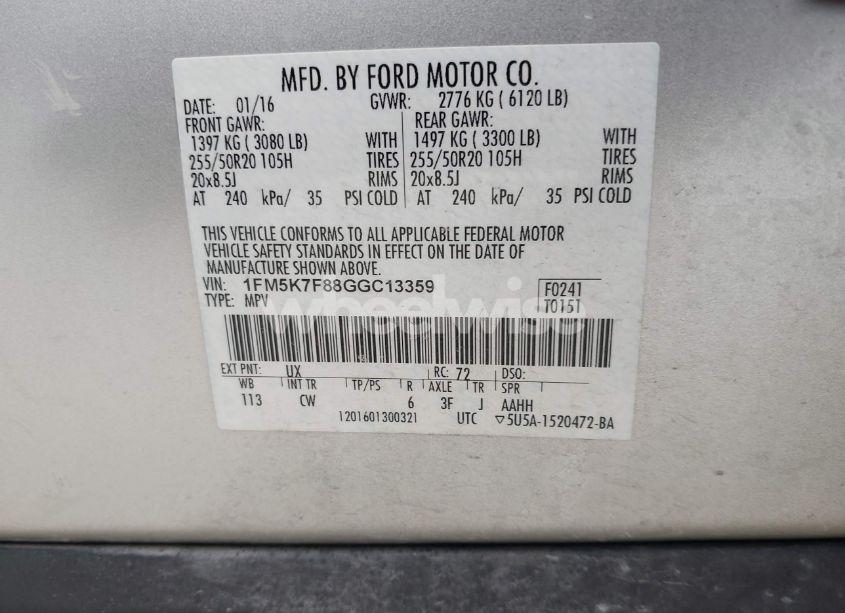 MFD. BY FORD MOTOR CO.
DATE: 01/16 GVWR: 2776 KG ( 6120 LB)
FRONT GAWR: REAR GAWR:
1397 KG ( 3080 LB) WITH 1497 KG ( 3300 LB) WITH
255/50R20 105H TIRES 255/50R20 105H TIRES
20x8.5J RIMS 20x8.5J RIMS
AT 240 kPa/ 35 PSI COLD AT 240 kPa/ 35 PSI COLD
THIS VEHICLE CONFORMS TO ALL APPLICABLE FEDERAL MOTOR
VEHICLE SAFETY STANDARDS IN EFFECT ON THE DATE OF
MANUFACTURE SHOWN ABOVE.
VIN: 1FM5K7F88GGC13359 F0241
TYPE: MPV T0151
wheelwise
EXT PNT: UX RC: 72 DSO:
WB INT TR TP/PS R AXLE TR SPR
113 CW 6 3F J AAHH
1201601300321 UTC ▽5U5A-1520472-BA